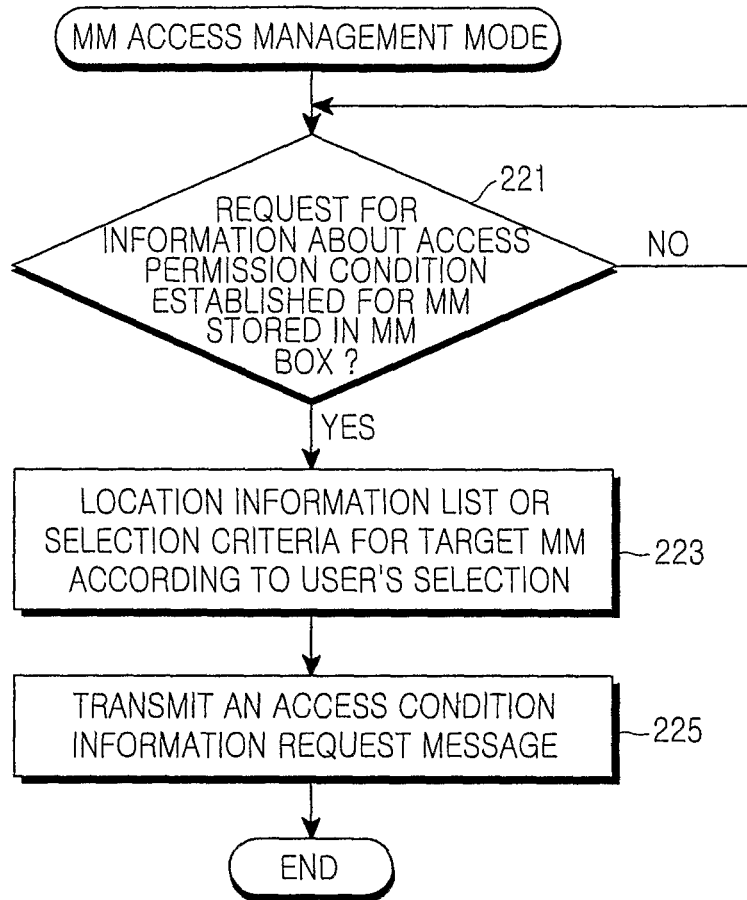 MM ACCESS MANAGEMENT MODE
221
REQUEST FOR
INFORMATION ABOUT ACCESS
PERMISSION CONDITION
ESTABLISHED FOR MM
STORED IN MM
BOX ?
NO
YES
LOCATION INFORMATION LIST OR
SELECTION CRITERIA FOR TARGET MM
ACCORDING TO USER'S SELECTION
223
TRANSMIT AN ACCESS CONDITION
INFORMATION REQUEST MESSAGE
225
END